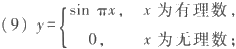 (9) y={ sin πx, x 为有理数,
0, x 为无理数;